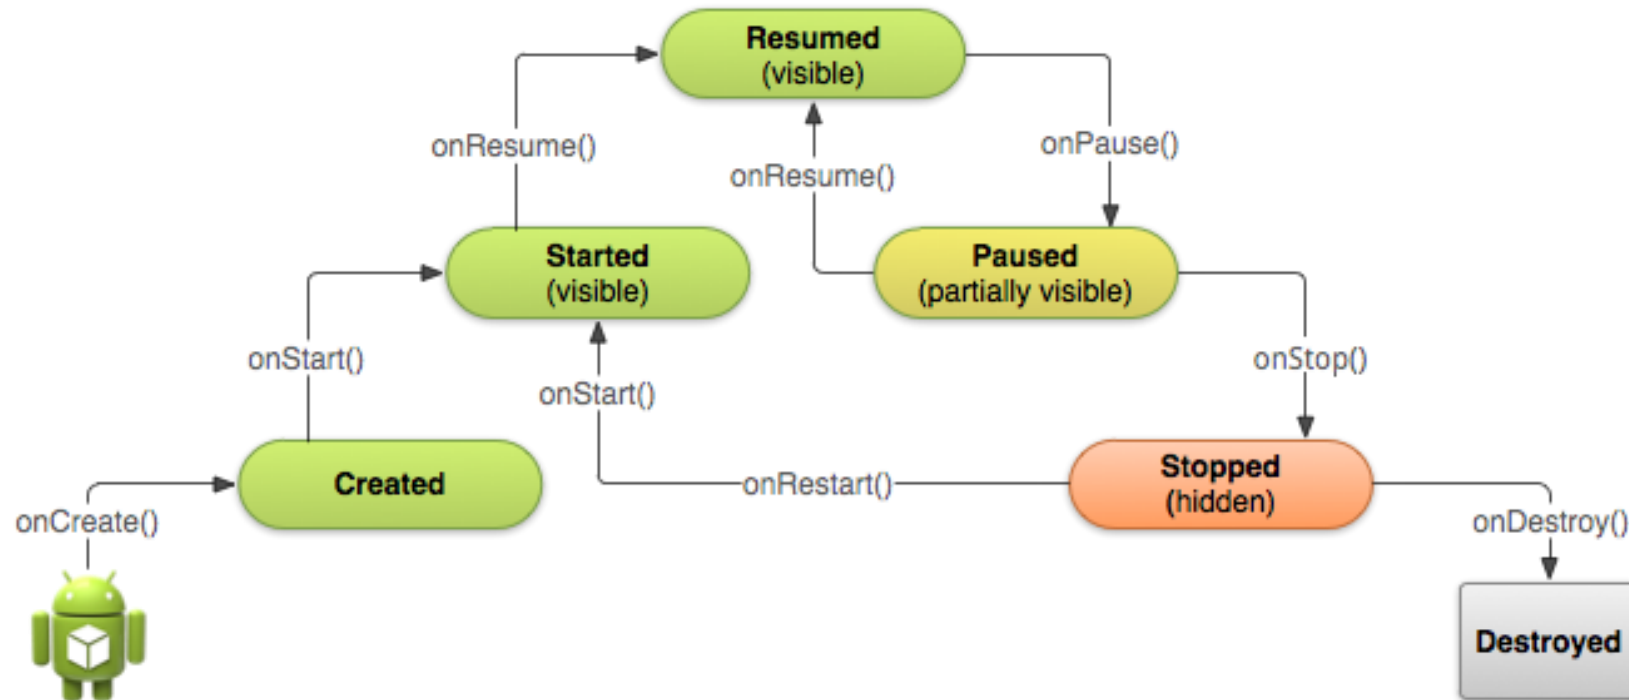 Resumed
(visible)
onResume()
onPause()
onResume()
Started
(visible)
Paused
(partially visible)
onStart()
onStop()
onStart()
Created
Stopped
(hidden)
onRestart()
onCreate()
onDestroy()
Destroyed